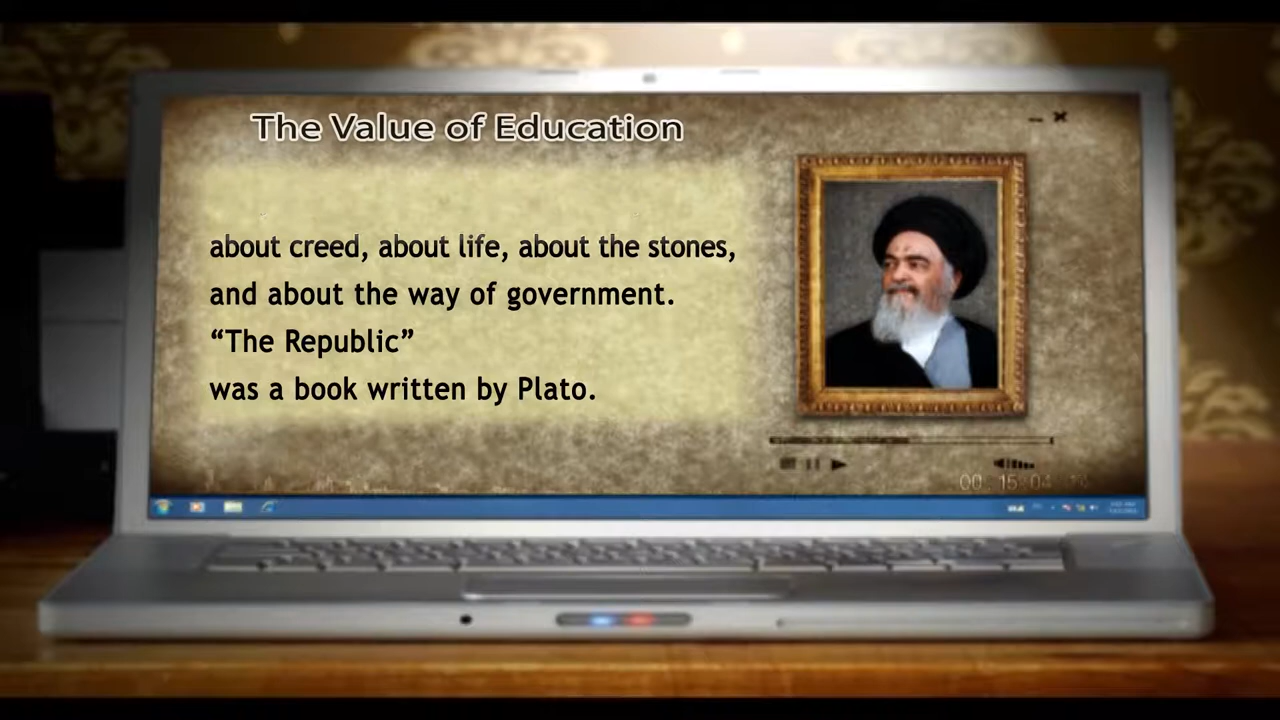 The Value of Education
about creed, about life, about the stones,
and about the way of government.
“The Republic”
was a book written by Plato.